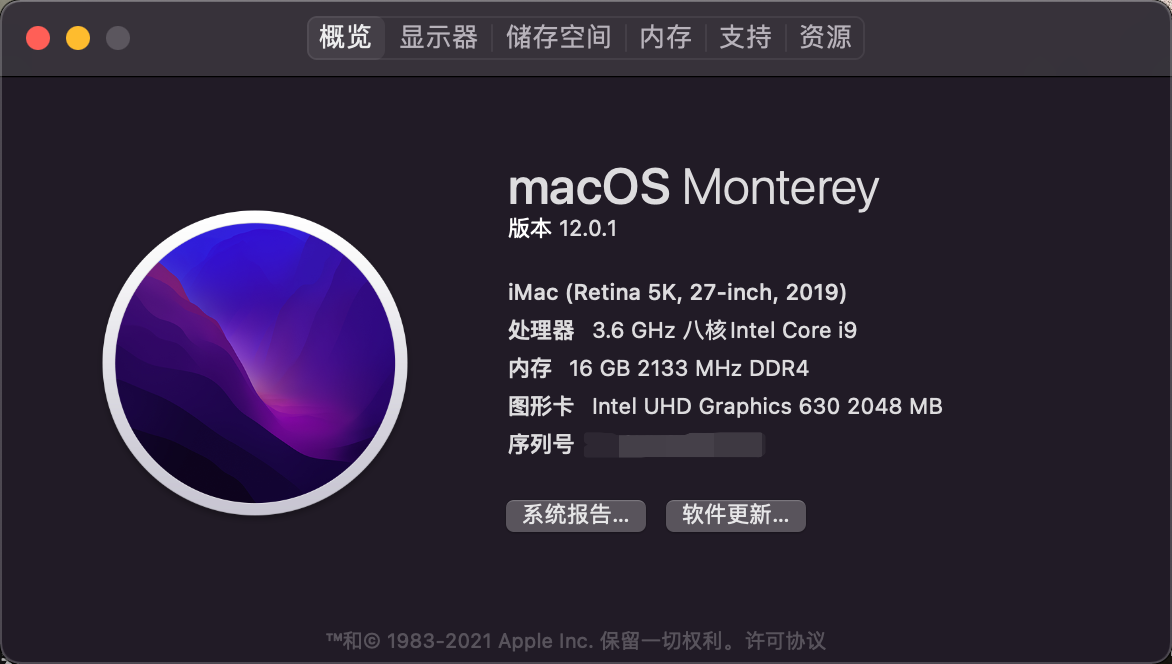 概览 显示器 储存空间 内存 支持 资源
macOS Monterey
版本 12.0.1
iMac (Retina 5K, 27-inch, 2019)
处理器 3.6 GHz 八核Intel Core i9
内存 16 GB 2133 MHz DDR4
图形卡 Intel UHD Graphics 630 2048 MB
序列号
系统报告... 软件更新...
™和© 1983-2021 Apple Inc. 保留一切权利。许可协议